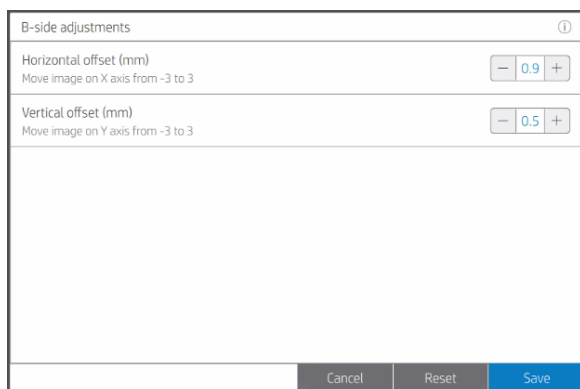 B-side adjustments
Horizontal offset (mm)
Move image on X axis from -3 to 3
− 0.9 +
Vertical offset (mm)
Move image on Y axis from -3 to 3
− 0.5 +
Cancel Reset Save